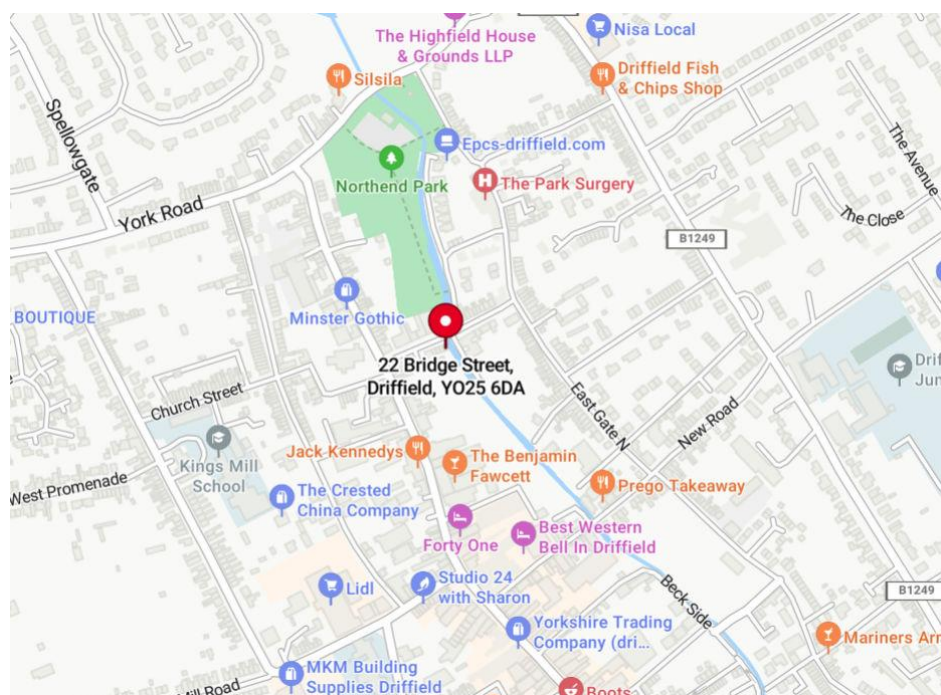 The Highfield House
& Grounds LLP
Nisa Local
Silsila
Driffield Fish
& Chips Shop
Spellowgate
Epcs-driffield.com
The Avenue
Northend Park
The Park Surgery
York Road
The Close
B1249
BOUTIQUE
Minster Gothic
22 Bridge Street,
Driffield, YO25 6DA
Church Street
East Gate N
New Road
Kings Mill
School
Jack Kennedys
The Benjamin
Fawcett
West Promenade
The Crested
China Company
Prego Takeaway
Forty One
Best Western
Bell In Driffield
Lidl
Studio 24
with Sharon
Beck Side
B1249
Yorkshire Trading
Company (dri...
Mariners Arr
MKM Building
Supplies Driffield
Mill Road
Boots